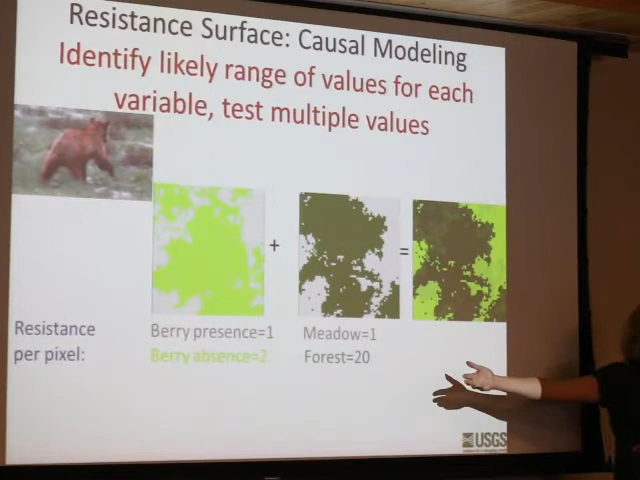 Resistance Surface: Causal Modeling
Identify likely range of values for each
variable, test multiple values
+
=
Resistance
per pixel:
Berry presence=1
Berry absence=2
Meadow=1
Forest=20
USGS